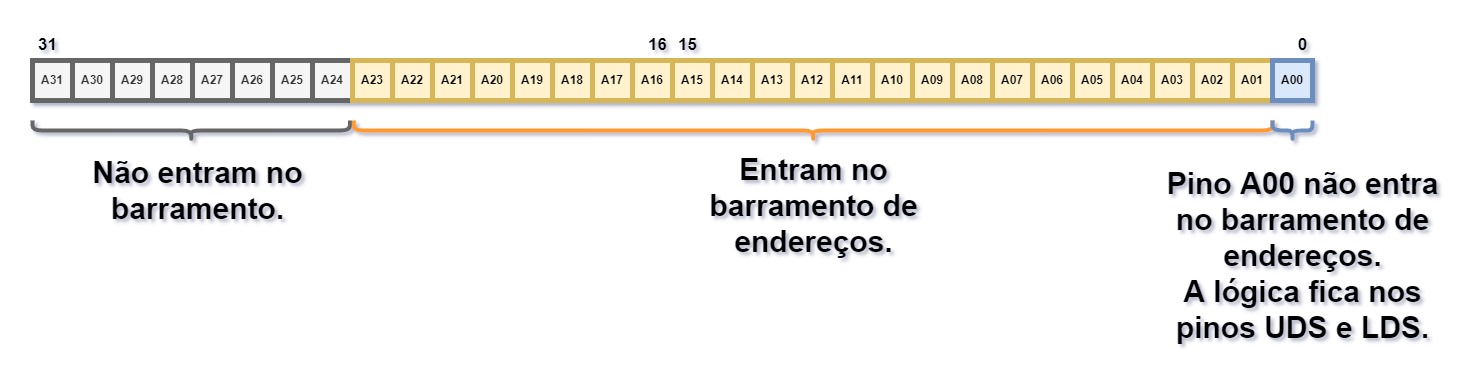 31 16 15 0
A31 A30 A29 A28 A27 A26 A25 A24 A23 A22 A21 A20 A19 A18 A17 A16 A15 A14 A13 A12 A11 A10 A09 A08 A07 A06 A05 A04 A03 A02 A01 A00
Não entram no
barramento.
Entram no
barramento de
endereços.
Pino A00 não entra
no barramento de
endereços.
A lógica fica nos
pinos UDS e LDS.